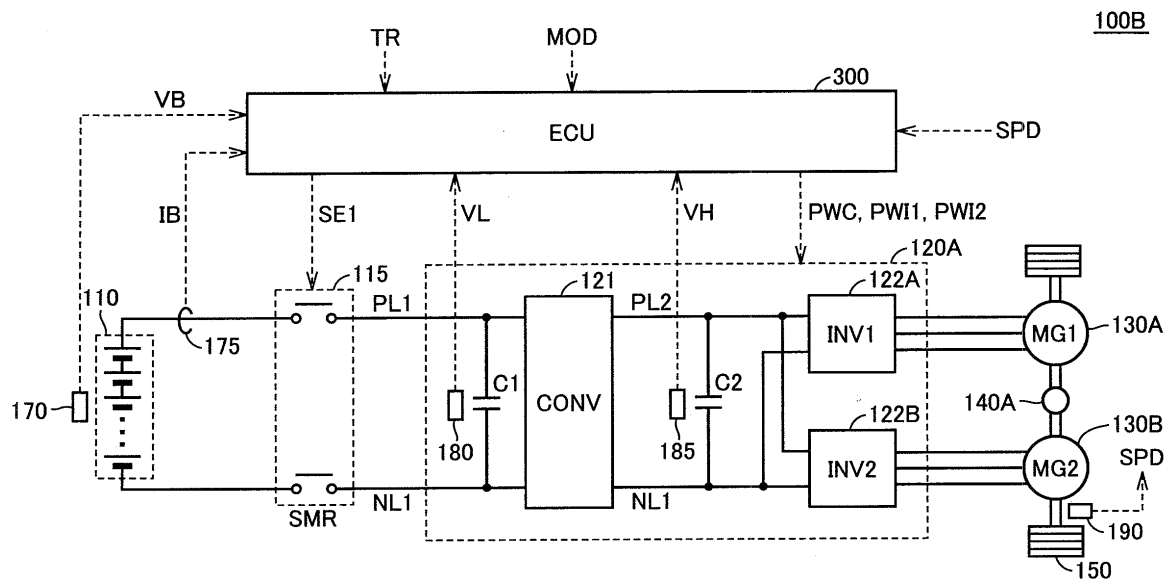 100B
TR
MOD
300
VB
ECU
SPD
IB
SE1
VL
VH
PWC, PWI1, PWI2
120A
115
110
PL1
121
PL2
122A
175
INV1
MG1
130A
170
C1
CONV
C2
140A
180
185
122B
130B
INV2
MG2
SPD
SMR
NL1
NL1
190
150